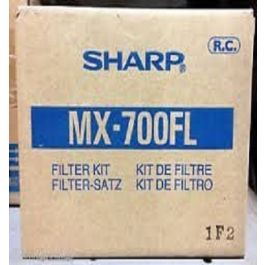 R.C.
SHARP®
MX-700FL
FILTER KIT KIT DE FILTRE
FILTER-SATZ KIT DE FILTRO
1F2